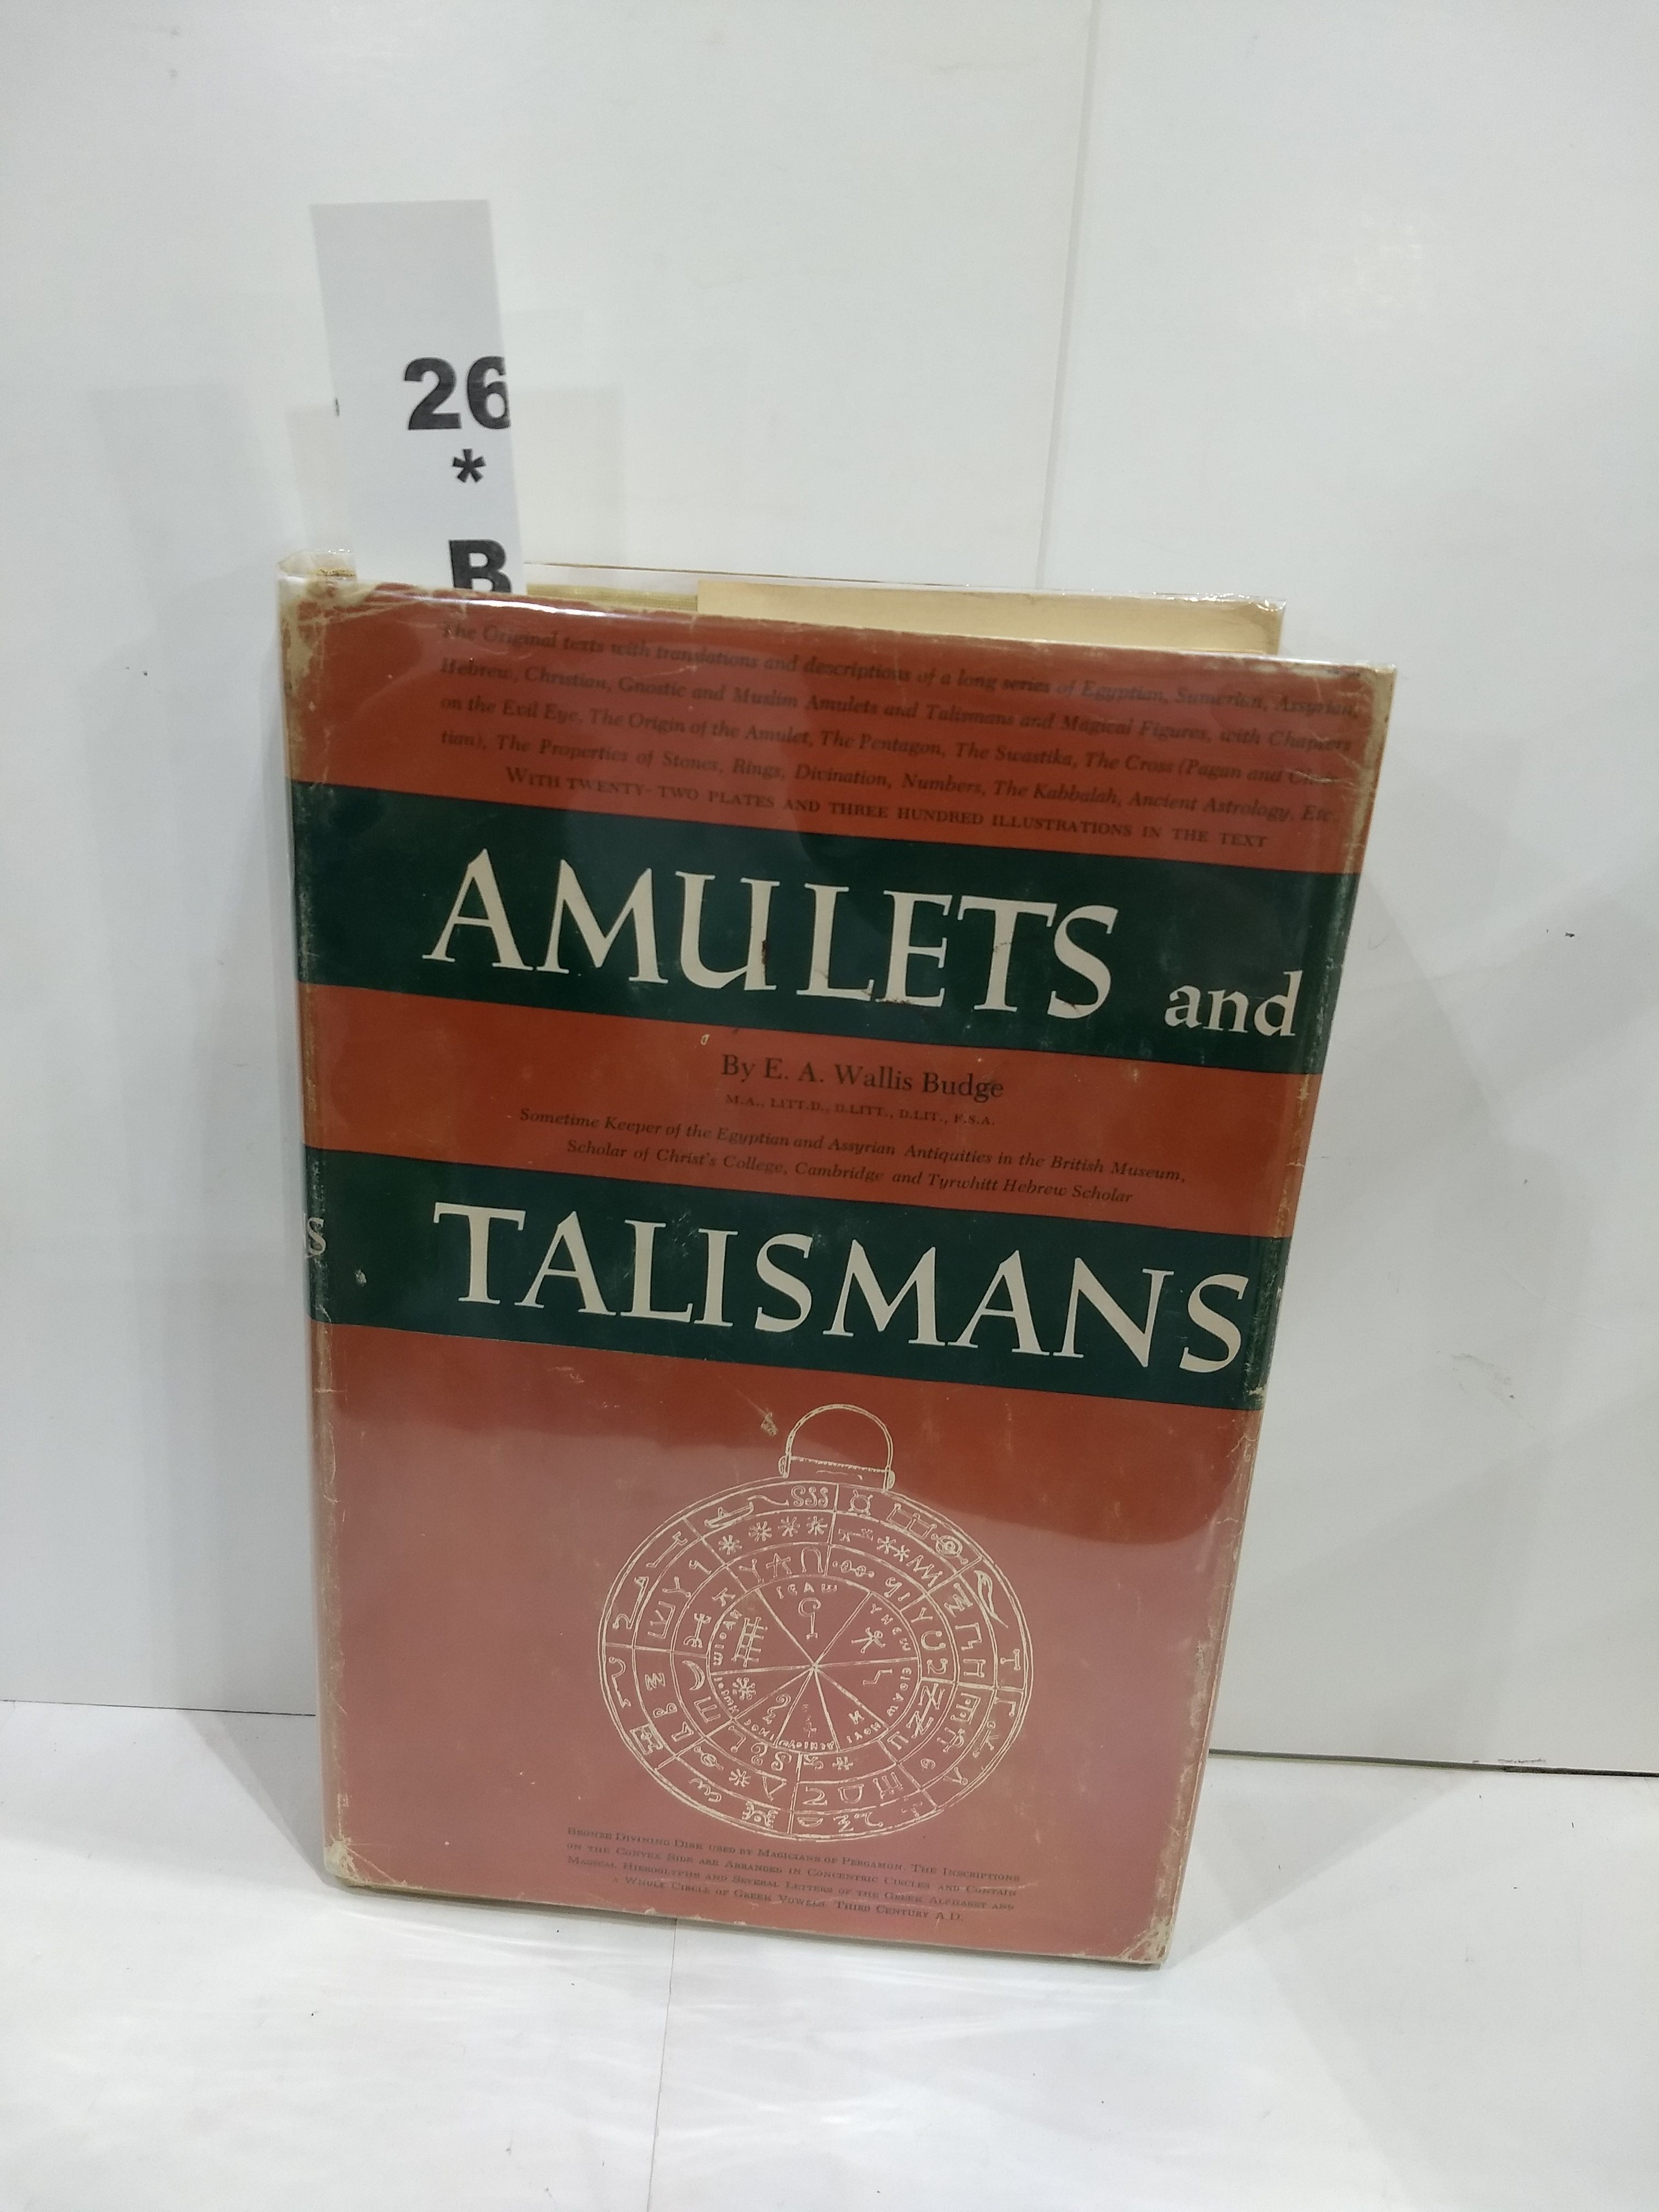 26
*
B
The Original texts with translations and descriptions of a long series of Egyptian, Sumerian, Assyrian,
Hebrew, Christian, Gnostic and Muslim Amulets and Talismans and Magical Figures, with Chapters
on the Evil Eye, The Origin of the Amulet, The Pentagon, The Swastika, The Cross (Pagan and Chris-
tian), The Properties of Stones, Rings, Divination, Numbers, The Kabbalah, Ancient Astrology, Etc.
WITH TWENTY-TWO PLATES AND THREE HUNDRED ILLUSTRATIONS IN THE TEXT
AMULETS and
By E. A. Wallis Budge
M.A., LITT.D., D.LITT., D.LIT., F.S.A.
Sometime Keeper of the Egyptian and Assyrian Antiquities in the British Museum,
Scholar of Christ's College, Cambridge and Tyrwhitt Hebrew Scholar
S
TALISMANS
BRONZE DIVINING DISK USED BY MAGICIANS OF PERGAMON. THE INSCRIPTIONS
ON THE CONVEX SIDE ARE ARRANGED IN CONCENTRIC CIRCLES AND CONTAIN
MAGICAL HIEROGLYPHS AND SEVERAL LETTERS OF THE GREEK ALPHABET AND
A WHOLE CIRCLE OF GREEK VOWELS. THIRD CENTURY A.D.